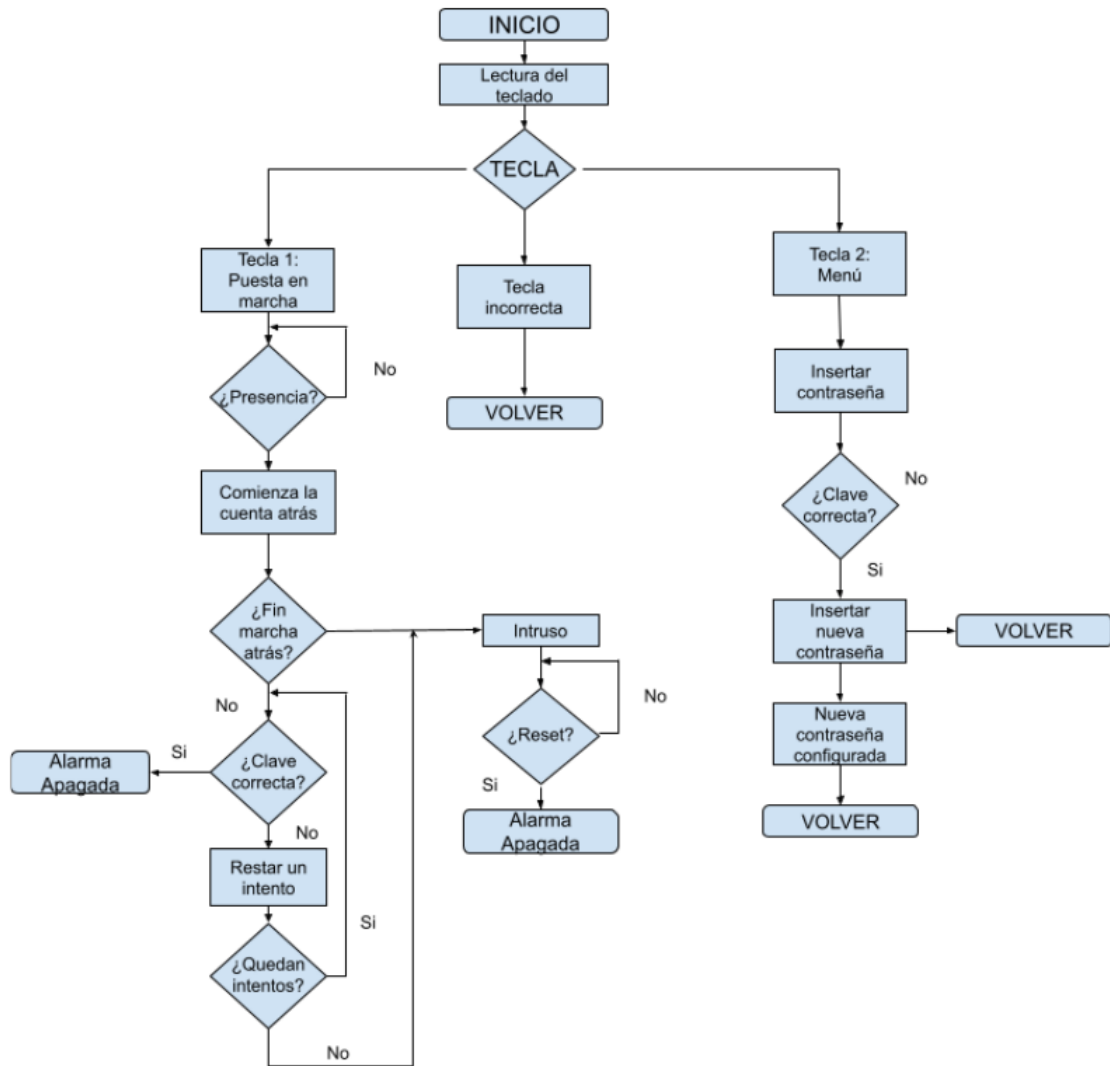 INICIO
Lectura del
teclado
TECLA
Tecla 1:
Puesta en
marcha
¿Presencia?
No
Comienza la
cuenta atrás
¿Fin
marcha
atrás?
No
¿Clave
correcta?
Si
Alarma
Apagada
No
Restar un
intento
¿Quedan
intentos?
Si
No
Intruso
¿Reset?
No
Si
Alarma
Apagada
Tecla
incorrecta
VOLVER
Tecla 2:
Menú
Insertar
contraseña
¿Clave
correcta?
No
Si
Insertar
nueva
contraseña
VOLVER
Nueva
contraseña
configurada
VOLVER